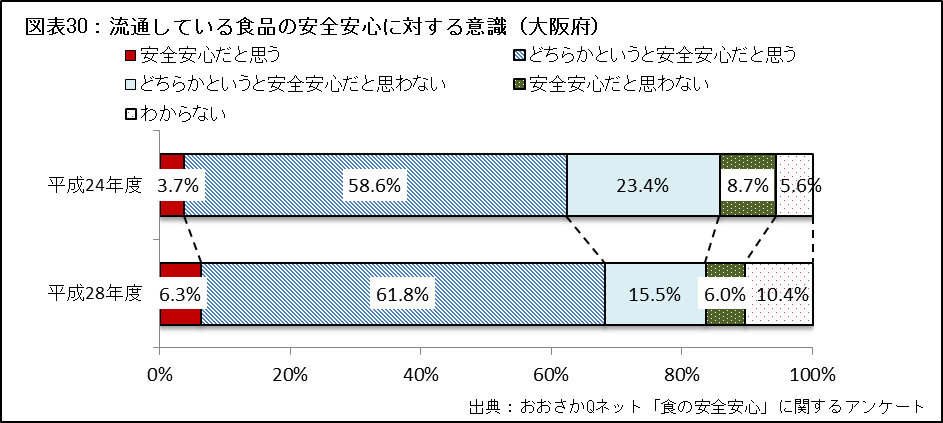 図表30：流通している食品の安全安心に対する意識（大阪府）
安全安心だと思う　どちらかというと安全安心だと思う
どちらかというと安全安心だと思わない　安全安心だと思わない
わからない
平成24年度　3.7%　58.6%　23.4%　8.7%　5.6%
平成28年度　6.3%　61.8%　15.5%　6.0%　10.4%
0%　20%　40%　60%　80%　100%
出典：おおさかQネット「食の安全安心」に関するアンケート